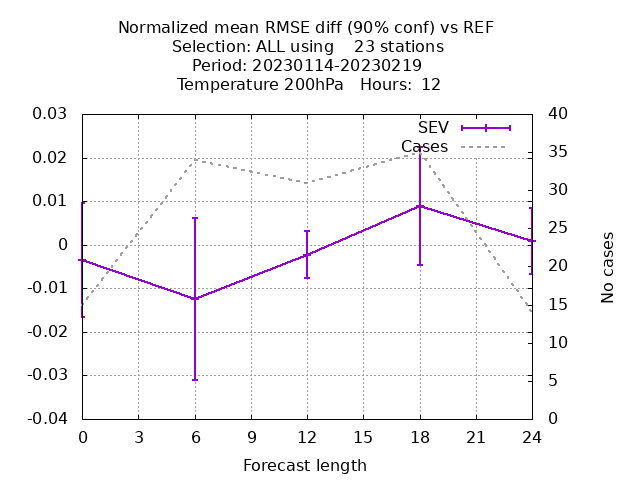 Normalized mean RMSE diff (90% conf) vs REF
Selection: ALL using    23 stations
Period: 20230114-20230219
Temperature 200hPa   Hours:  12
0.03
0.02
0.01
0
-0.01
-0.02
-0.03
-0.04
40
35
30
25
20
15
10
5
0
SEV
Cases
No cases
0 3 6 9 12 15 18 21 24
Forecast length